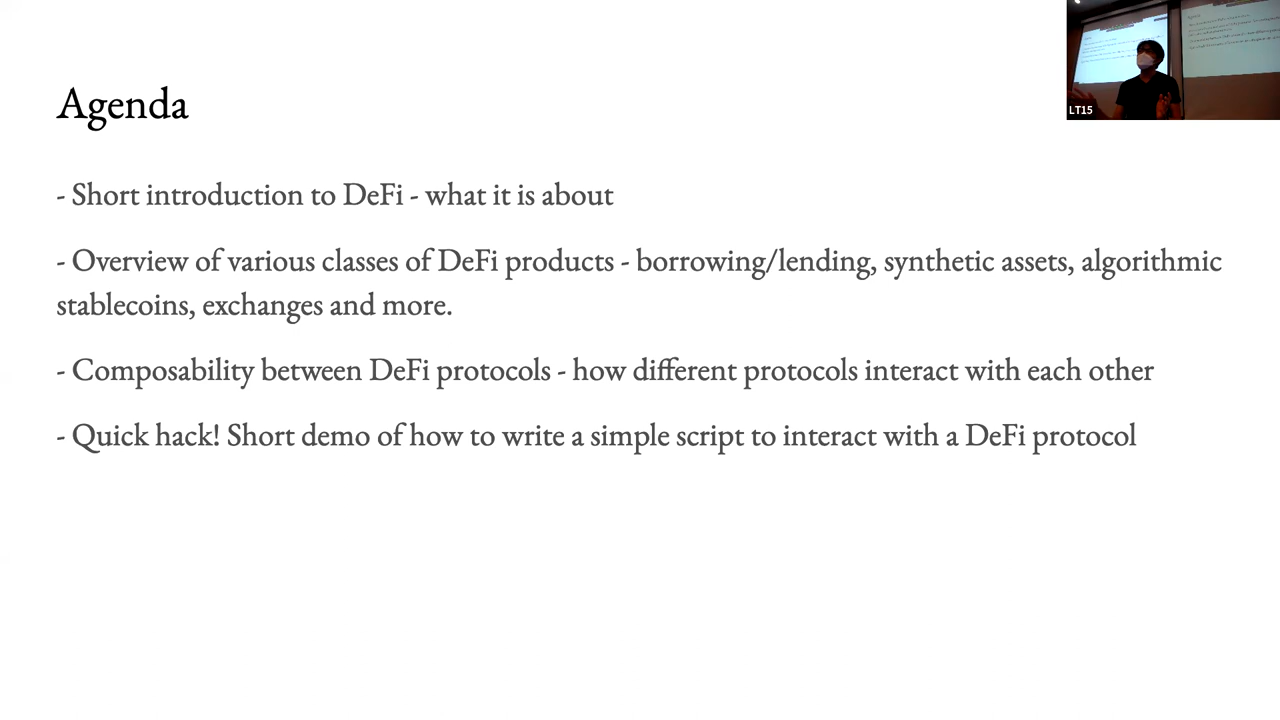 Agenda
- Short introduction to DeFi - what it is about
- Overview of various classes of DeFi products - borrowing/lending, synthetic assets, algorithmic
stablecoins, exchanges and more.
- Composability between DeFi protocols - how different protocols interact with each other
- Quick hack! Short demo of how to write a simple script to interact with a DeFi protocol
LT15